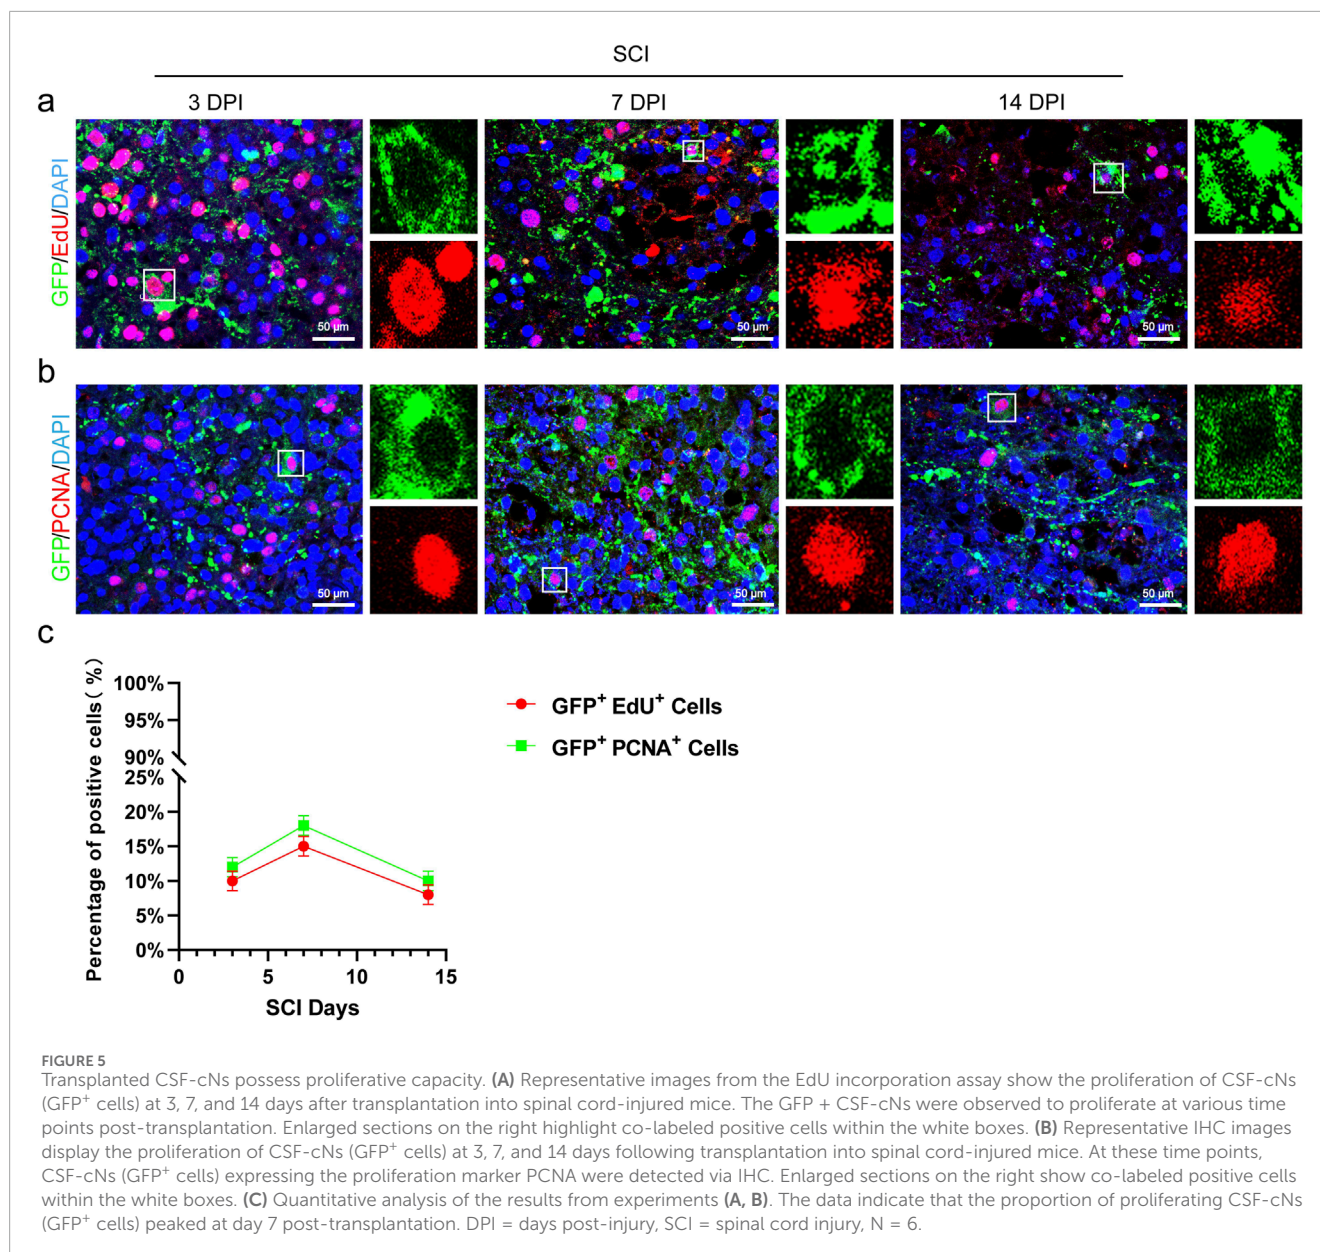 SCI
a
3 DPI
7 DPI
14 DPI
GFP/EdU/DAPI
50 µm
50 µm
50 µm
b
GFP/PCNA/DAPI
50 µm
50 µm
50 µm
c
Percentage of positive cells( %)
100%
95%
90%
25%
20%
15%
10%
5%
0%
0
5
10
15
SCI Days
GFP⁺ EdU⁺ Cells
GFP⁺ PCNA⁺ Cells
FIGURE 5
Transplanted CSF-cNs possess proliferative capacity. (A) Representative images from the EdU incorporation assay show the proliferation of CSF-cNs
(GFP⁺ cells) at 3, 7, and 14 days after transplantation into spinal cord-injured mice. The GFP + CSF-cNs were observed to proliferate at various time
points post-transplantation. Enlarged sections on the right highlight co-labeled positive cells within the white boxes. (B) Representative IHC images
display the proliferation of CSF-cNs (GFP⁺ cells) at 3, 7, and 14 days following transplantation into spinal cord-injured mice. At these time points,
CSF-cNs (GFP⁺ cells) expressing the proliferation marker PCNA were detected via IHC. Enlarged sections on the right show co-labeled positive cells
within the white boxes. (C) Quantitative analysis of the results from experiments (A, B). The data indicate that the proportion of proliferating CSF-cNs
(GFP⁺ cells) peaked at day 7 post-transplantation. DPI = days post-injury, SCI = spinal cord injury, N = 6.